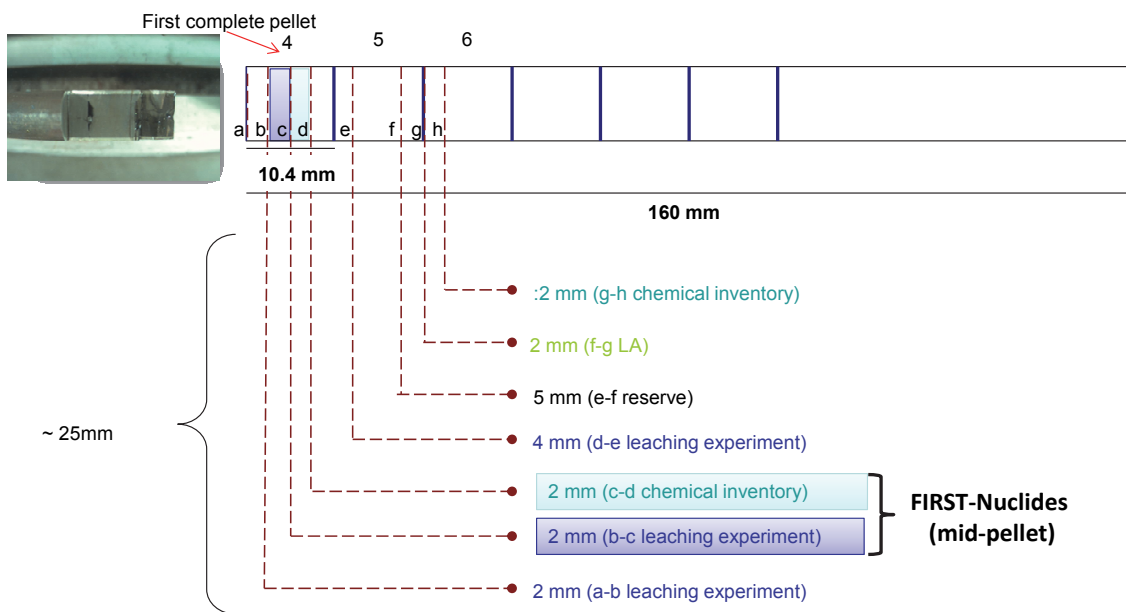 First complete pellet
4 5 6
a b c d e f g h
10.4 mm
160 mm
:2 mm (g-h chemical inventory)
2 mm (f-g LA)
5 mm (e-f reserve)
~ 25mm
4 mm (d-e leaching experiment)
2 mm (c-d chemical inventory)
2 mm (b-c leaching experiment)
FIRST-Nuclides
(mid-pellet)
2 mm (a-b leaching experiment)